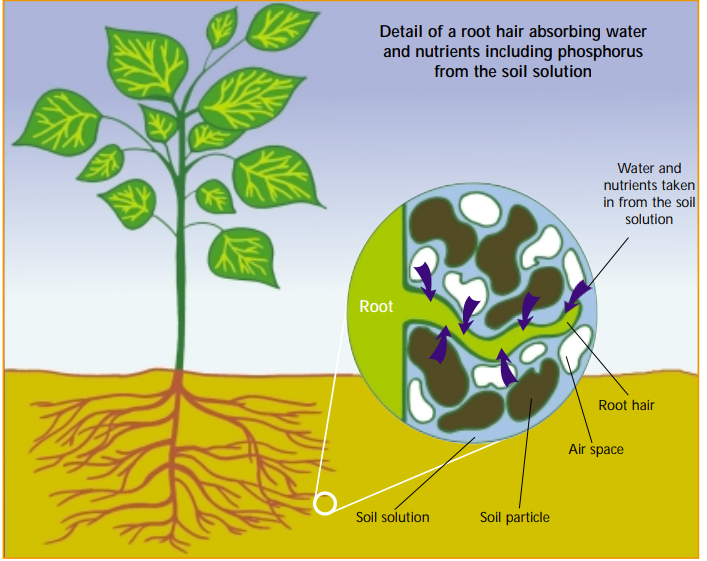 Detail of a root hair absorbing water
and nutrients including phosphorus
from the soil solution
Water and
nutrients taken
in from the soil
solution
Root
Root hair
Air space
Soil solution
Soil particle